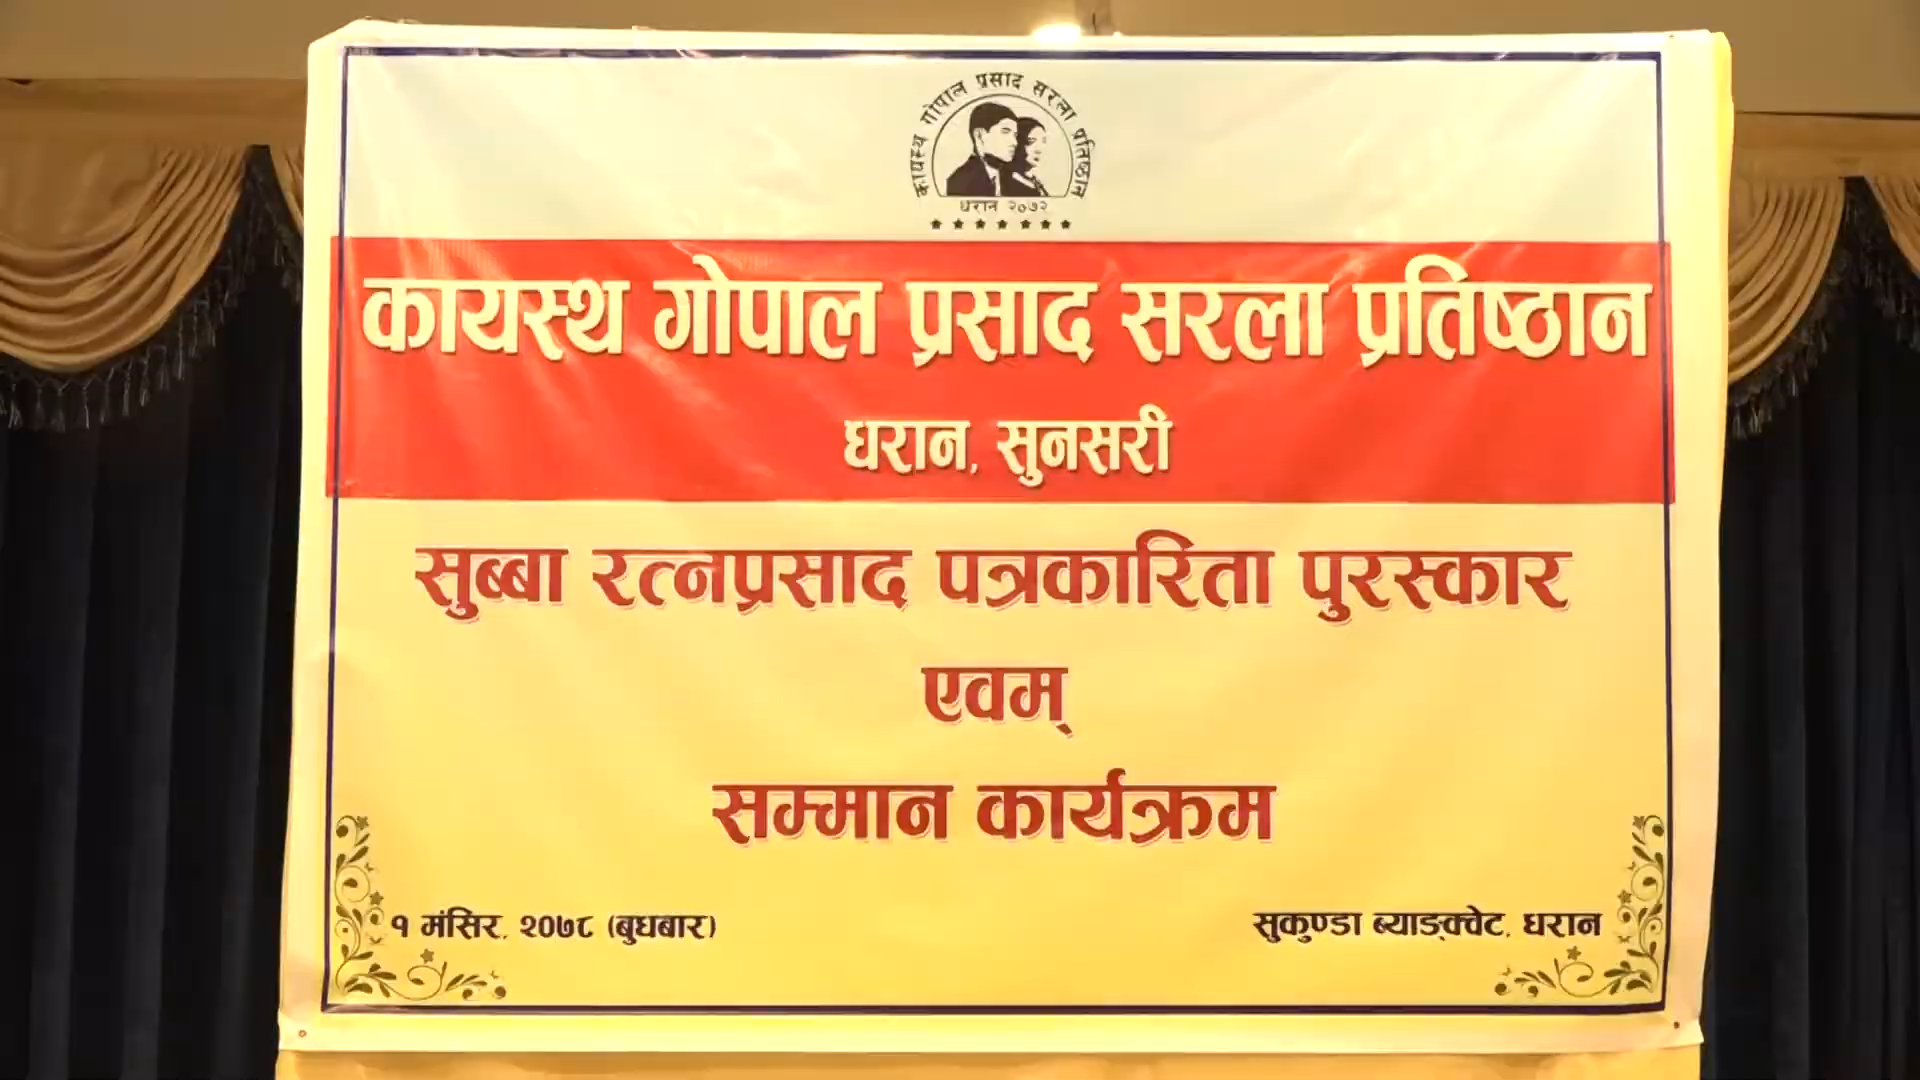 कायस्थ गोपाल प्रसाद सरला प्रतिष्ठान
धरान २०७२
कायस्थ गोपाल प्रसाद सरला प्रतिष्ठान
धरान, सुनसरी
सुब्बा रत्नप्रसाद पत्रकारिता पुरस्कार
एवम्
सम्मान कार्यक्रम
१ मंसिर, २०७८ (बुधबार)
सुकुण्डा ब्याङ्क्वेट, धरान